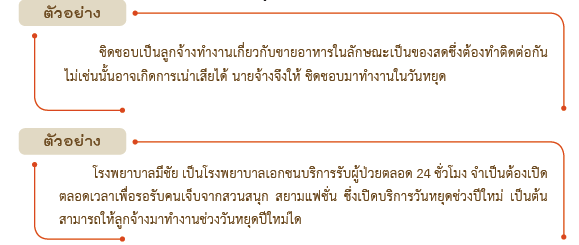 ตัวอย่าง
ชิดชอบเป็นลูกจ้างทำงานเกี่ยวกับขายอาหารในลักษณะเป็นของสดซึ่งต้องทำติดต่อกัน
ไม่เช่นนั้นอาจเกิดการเน่าเสียได้ นายจ้างจึงให้ ชิดชอบมาทำงานในวันหยุด
ตัวอย่าง
โรงพยาบาลมีชัย เป็นโรงพยาบาลเอกชนบริการรับผู้ป่วยตลอด 24 ชั่วโมง จำเป็นต้องเปิด
ตลอดเวลาเพื่อรอรับคนเจ็บจากสวนสนุก สยามแฟชั่น ซึ่งเปิดบริการวันหยุดช่วงปีใหม่ เป็นต้น
สามารถให้ลูกจ้างมาทำงานช่วงวันหยุดปีใหม่ได